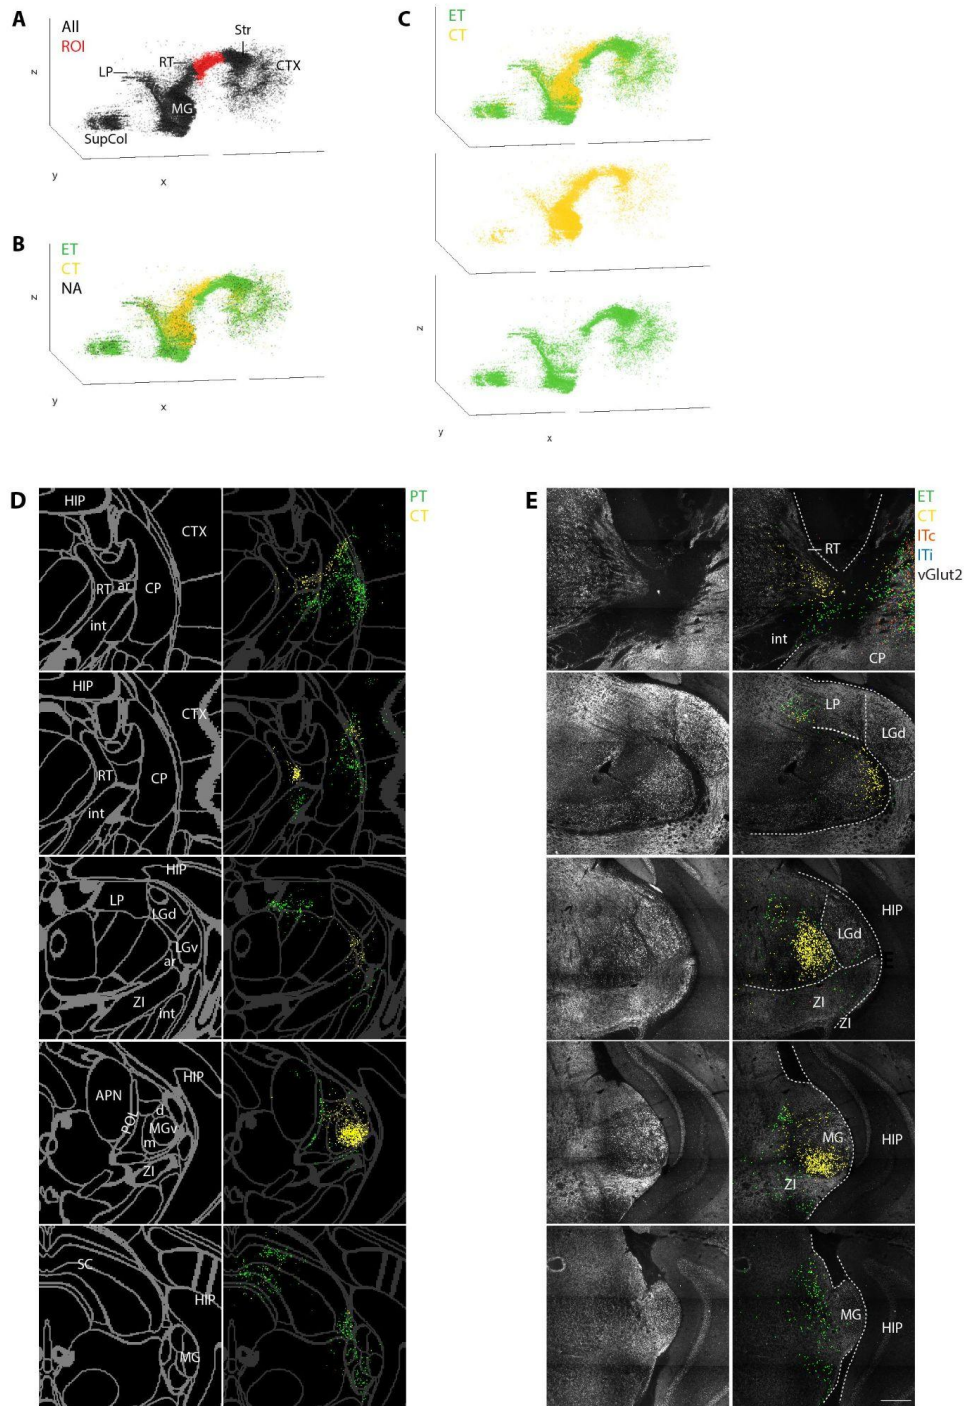 A
All
ROI
Str
RT
LP
CTX
MG
SupCol
z
y
x
B
ET
CT
NA
z
y
x
C
ET
CT
z
y
x
D
PT
CT
HIP
CTX
RT
ar
CP
int
HIP
CTX
RT
CP
int
HIP
LP
LGd
LGv
ar
ZI
int
HIP
APN
POL
d
MGv
m
ZI
SC
HIP
MG
E
ET
CT
ITc
ITi
vGlut2
RT
int
CP
LP
LGd
HIP
LGd
E
ZI
ZI
MG
HIP
ZI
MG
HIP